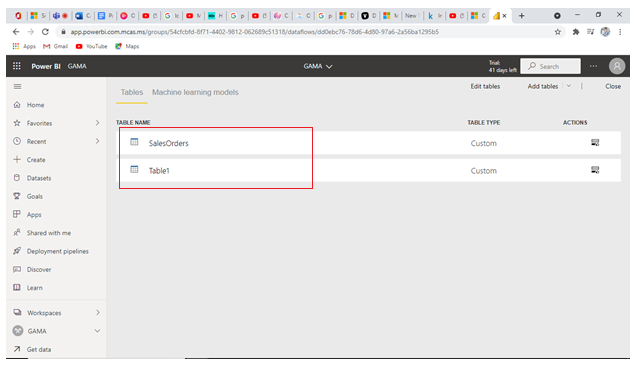 app.powerbi.com.mcas.ms/groups/54cfcbfd-8f71-4402-9812-062689c51318/dataflows/dd0ebc76-78d6-4d80-97a6-2a56ba1295b5
Apps Gmail YouTube Maps
Power BI GAMA
GAMA
Trial:
41 days left
Search
Tables Machine learning models
Edit tables Add tables Close
Home
Favorites
Recent
Create
Datasets
Goals
Apps
Shared with me
Deployment pipelines
Discover
Learn
Workspaces
GAMA
Get data
TABLE NAME TABLE TYPE ACTIONS
SalesOrders Custom
Table1 Custom